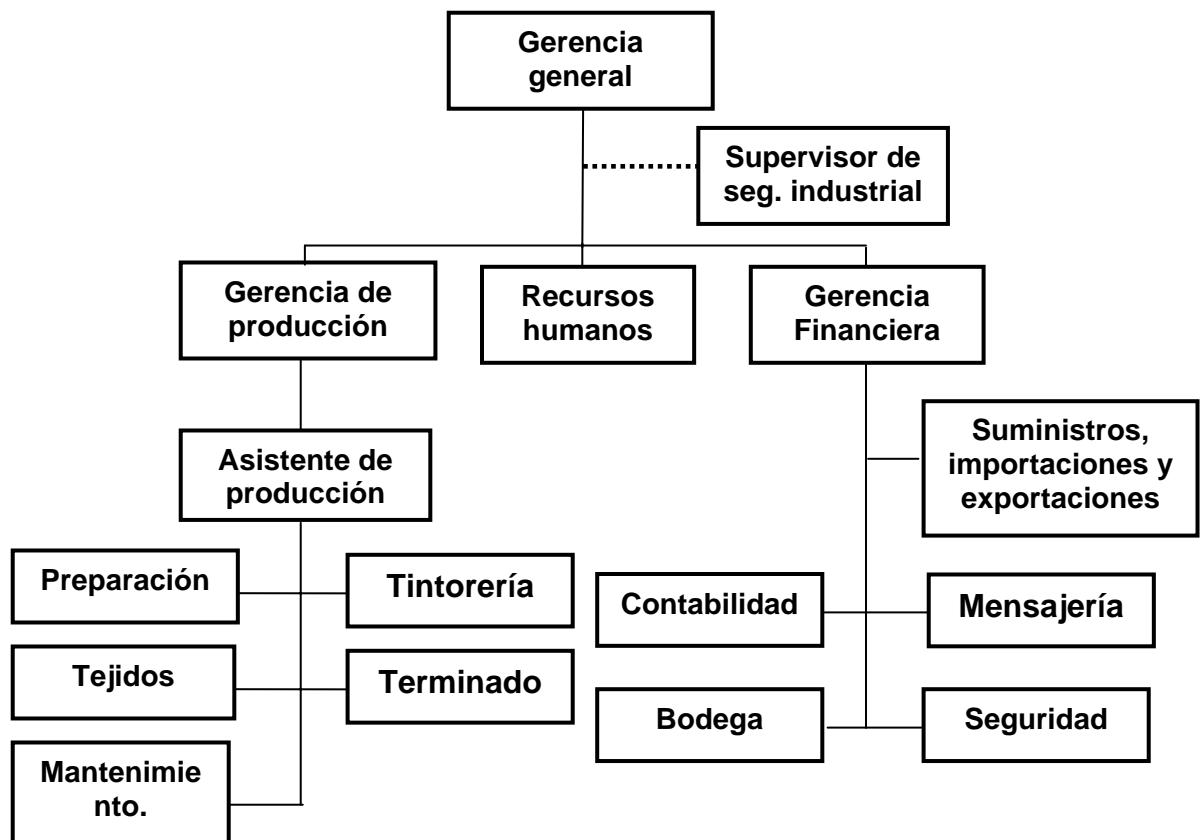 Gerencia
general
Supervisor de
seg. industrial
Gerencia de
producción
Recursos
humanos
Gerencia
Financiera
Asistente de
producción
Suministros,
importaciones y
exportaciones
Preparación
Tintorería
Contabilidad
Mensajería
Tejidos
Terminado
Bodega
Seguridad
Mantenimie
nto.